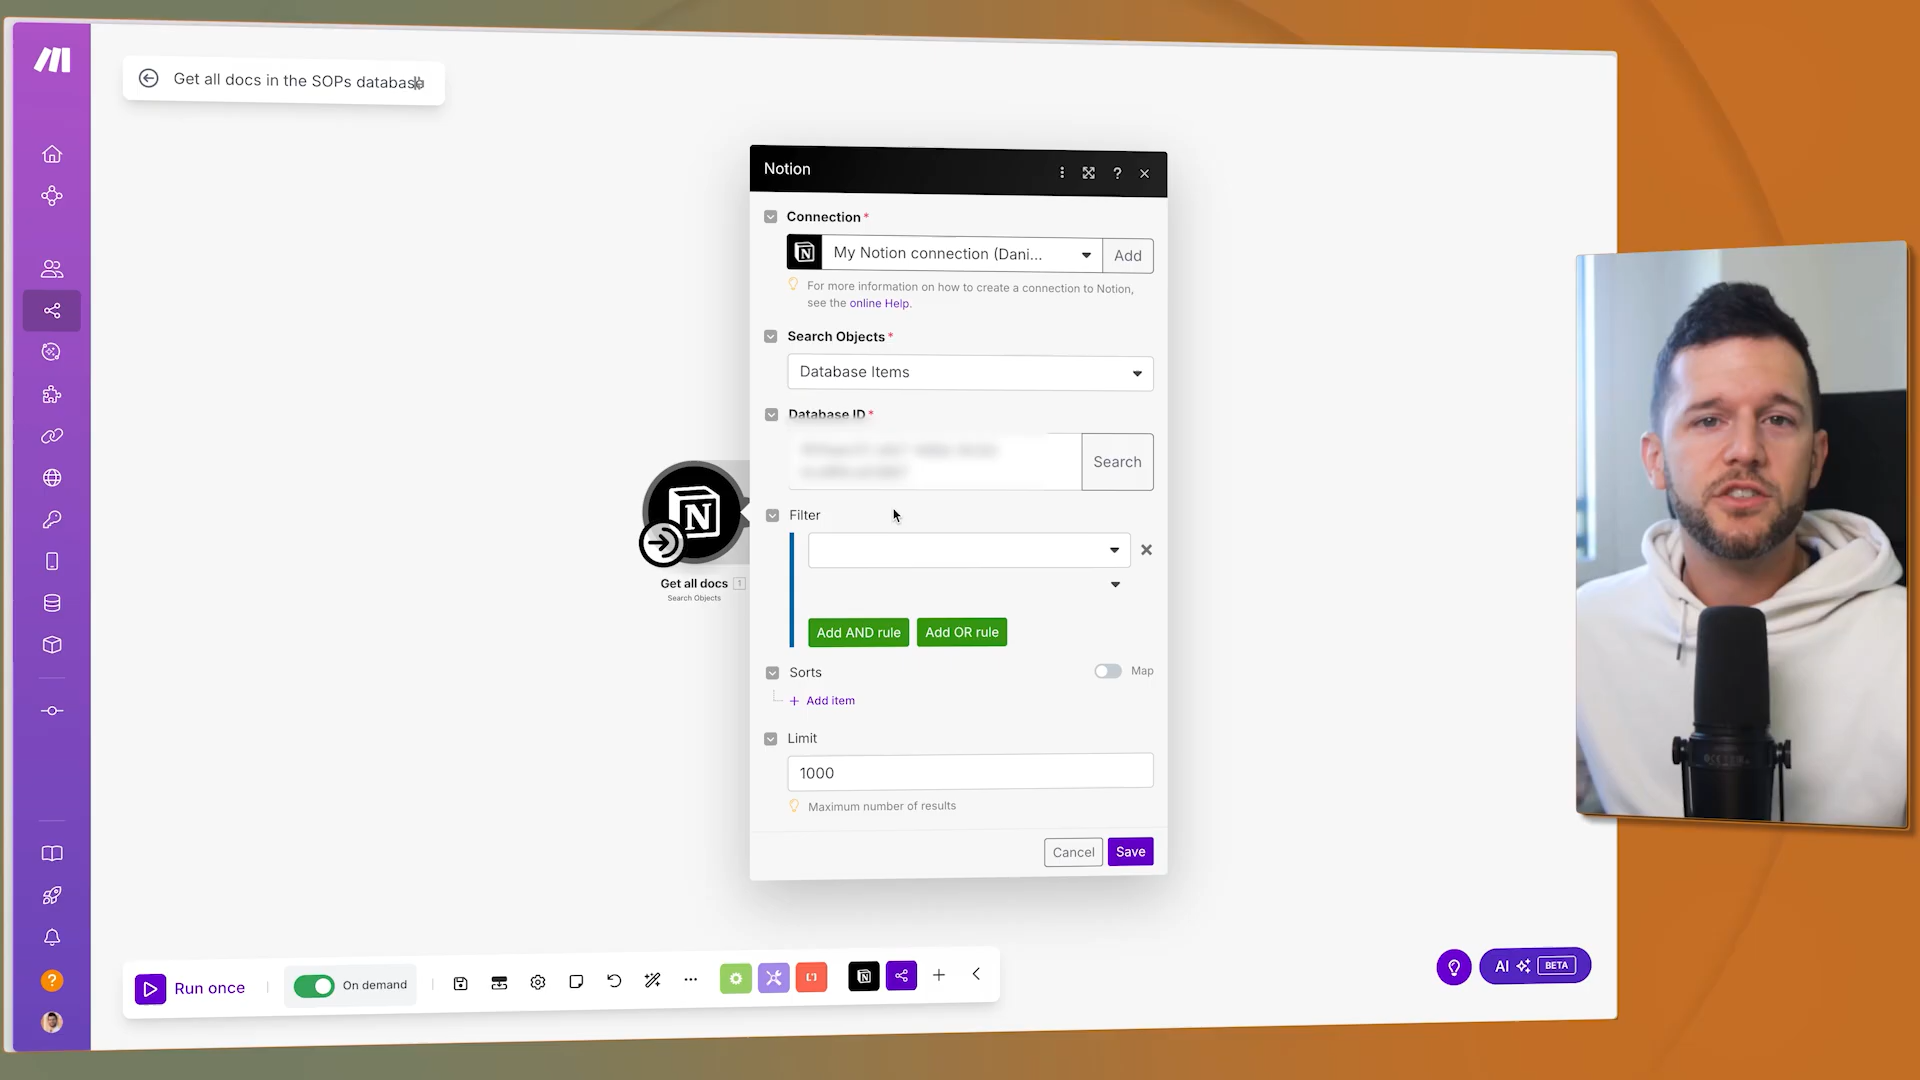 Get all docs in the SOPs database
Notion
?
Connection *
My Notion connection (Dani...
Add
For more information on how to create a connection to Notion,
see the online Help.
Search Objects *
Database Items
Database ID *
Search
Filter
Add AND rule
Add OR rule
Sorts
Map
+ Add item
Limit
1000
Maximum number of results
Cancel
Save
N
Get all docs 1
Search Objects
Run once
On demand
AI
BETA
?